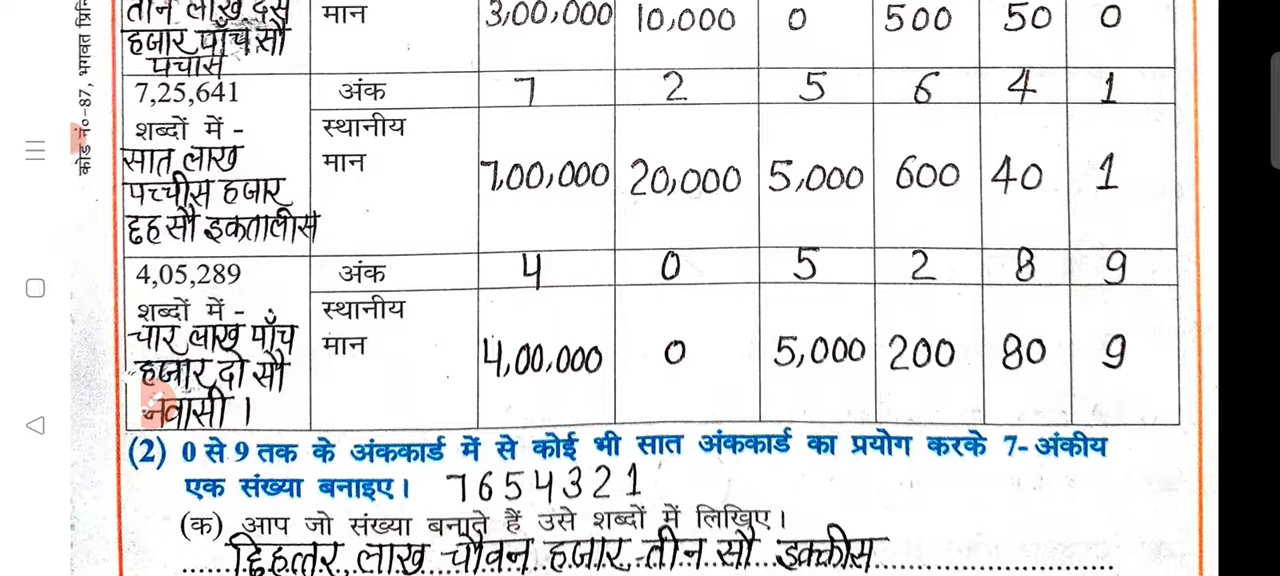 तीन लाख दस
हजार पाँच सौ
पचास
मान 3,00,000 10,000 0 500 50 0
7,25,641 अंक 7 2 5 6 4 1
शब्दों में - स्थानीय
सात लाख मान 7,00,000 20,000 5,000 600 40 1
पच्चीस हजार
छह सौ इकतालीस
4,05,289 अंक 4 0 5 2 8 9
शब्दों में - स्थानीय
चार लाख पाँच मान 4,00,000 0 5,000 200 80 9
हजार दो सौ
नवासी ।
(2) 0 से 9 तक के अंककार्ड में से कोई भी सात अंककार्ड का प्रयोग करके 7- अंकीय
एक संख्या बनाइए। 7654321
(क) आप जो संख्या बनाते हैं उसे शब्दों में लिखिए।
छिहत्तर लाख चौवन हजार तीन सौ इक्कीस
कोड नं०-87, भगवत